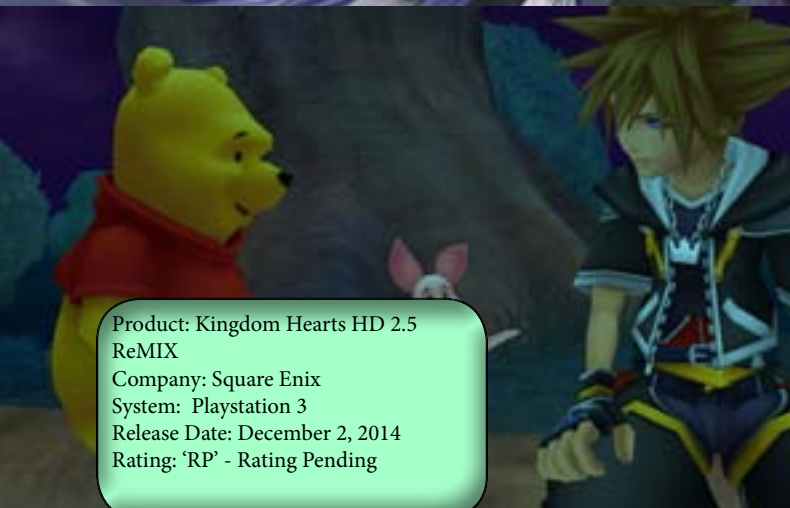 Product: Kingdom Hearts HD 2.5
ReMIX
Company: Square Enix
System:  Playstation 3
Release Date: December 2, 2014
Rating: ‘RP’ - Rating Pending